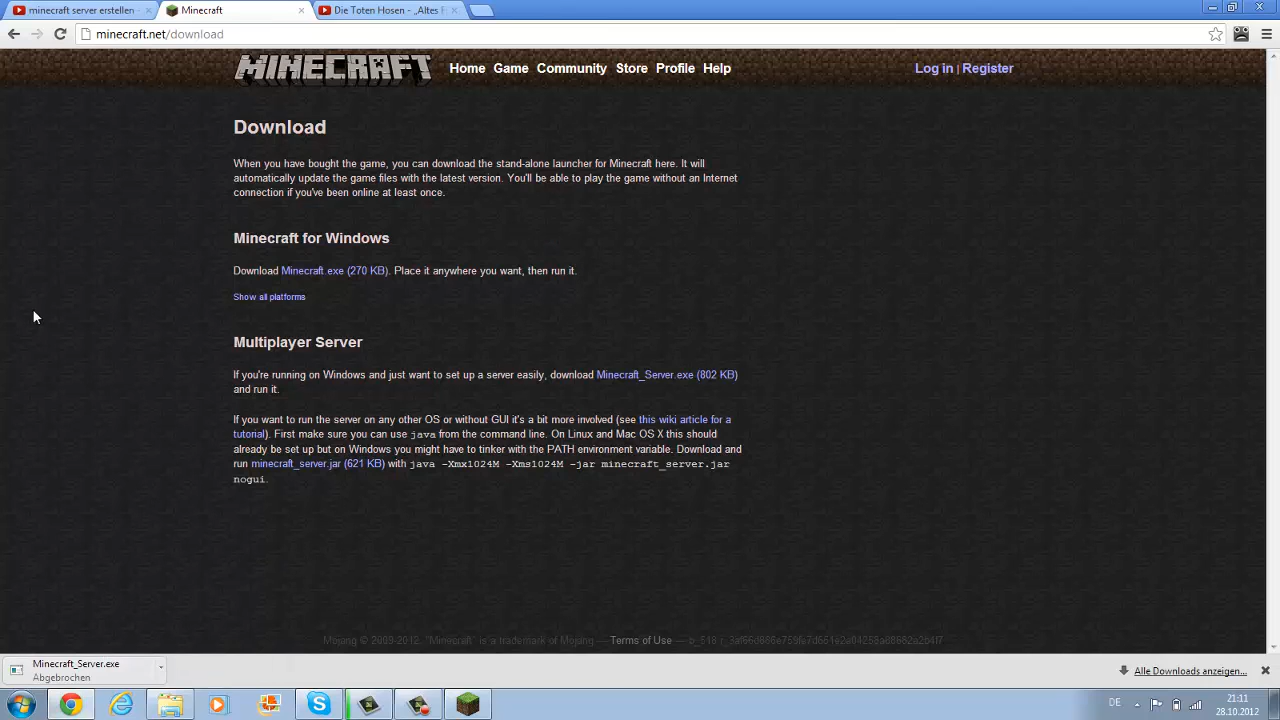 minecraft server erstellen -
Minecraft
Die Toten Hosen - „Altes F
minecraft.net/download
MINECRAFT
Home Game Community Store Profile Help
Log in | Register
Download
When you have bought the game, you can download the stand-alone launcher for Minecraft here. It will
automatically update the game files with the latest version. You'll be able to play the game without an Internet
connection if you've been online at least once.
Minecraft for Windows
Download Minecraft.exe (270 KB). Place it anywhere you want, then run it.
Show all platforms
Multiplayer Server
If you're running on Windows and just want to set up a server easily, download Minecraft_Server.exe (802 KB)
and run it.
If you want to run the server on any other OS or without GUI it's a bit more involved (see this wiki article for a
tutorial). First make sure you can use java from the command line. On Linux and Mac OS X this should
already be set up but on Windows you might have to tinker with the PATH environment variable. Download and
run minecraft_server.jar (621 KB) with java -Xmx1024M -Xms1024M -jar minecraft_server.jar
nogui.
Mojang © 2009-2012. "Minecraft" is a trademark of Mojang — Terms of Use —
Minecraft_Server.exe
Abgebrochen
Alle Downloads anzeigen...
DE
21:11
28.10.2012